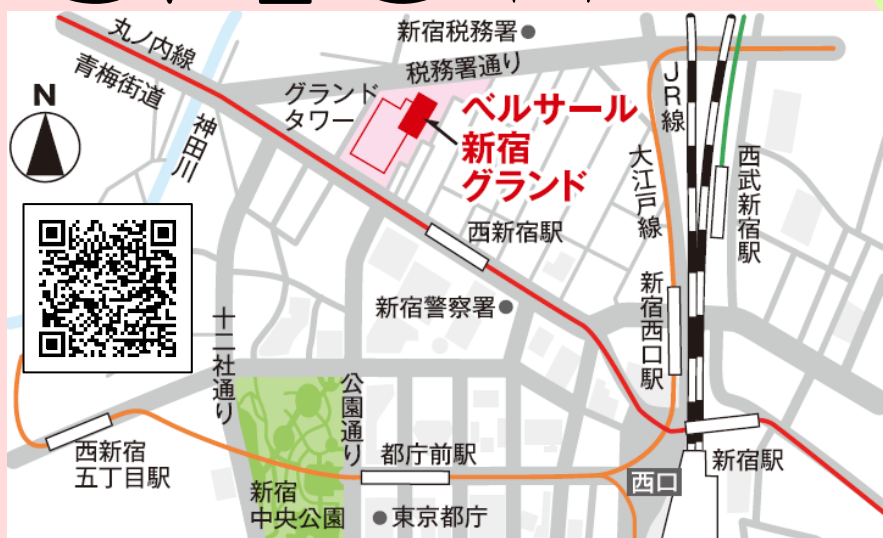 新宿税務署
丸ノ内線
税務署通り
青梅街道
グランド
タワー
JR線
N
神田川
ベルサール
新宿
グランド
大江戸線
西武新宿駅
西新宿駅
新宿西口駅
新宿警察署
十二社通り
公園通り
西新宿
五丁目駅
都庁前駅
新宿駅
西口
新宿
中央公園
東京都庁